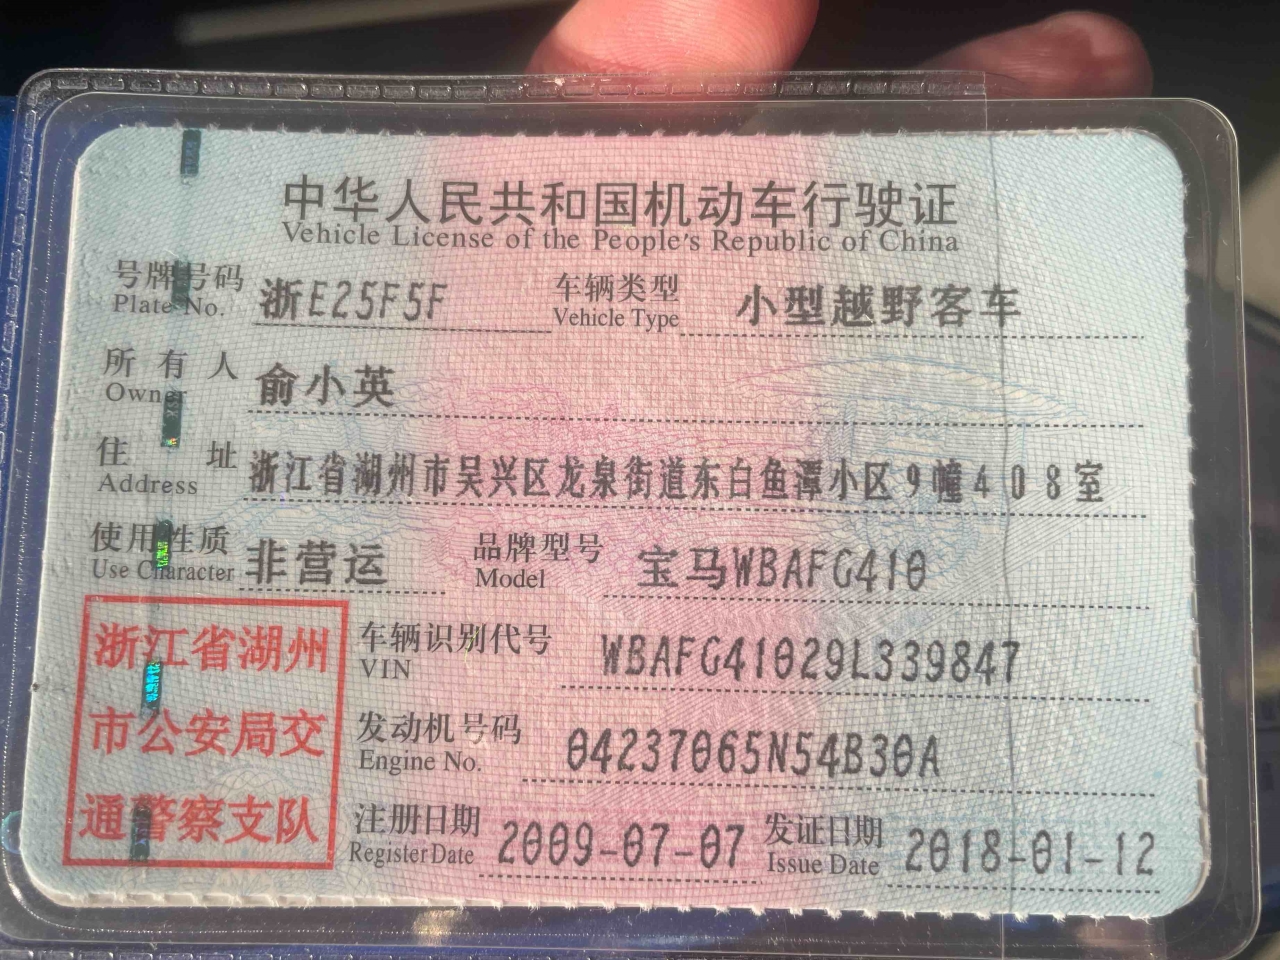 中华人民共和国机动车行驶证
Vehicle License of the People's Republic of China
号牌号码 浙E25F5F 车辆类型 小型越野客车
Plate No. Vehicle Type
所有人 俞小英
Owner
住址 浙江省湖州市吴兴区龙泉街道东白鱼潭小区9幢408室
Address
使用性质 非营运 品牌型号 宝马WBAFG410
Use Character Model
浙江省湖州 车辆识别代号 WBAFG41029L339847
VIN
市公安局交 发动机号码 04237065N54B30A
Engine No.
通警察支队 注册日期 2009-07-07 发证日期 2018-01-12
Register Date Issue Date